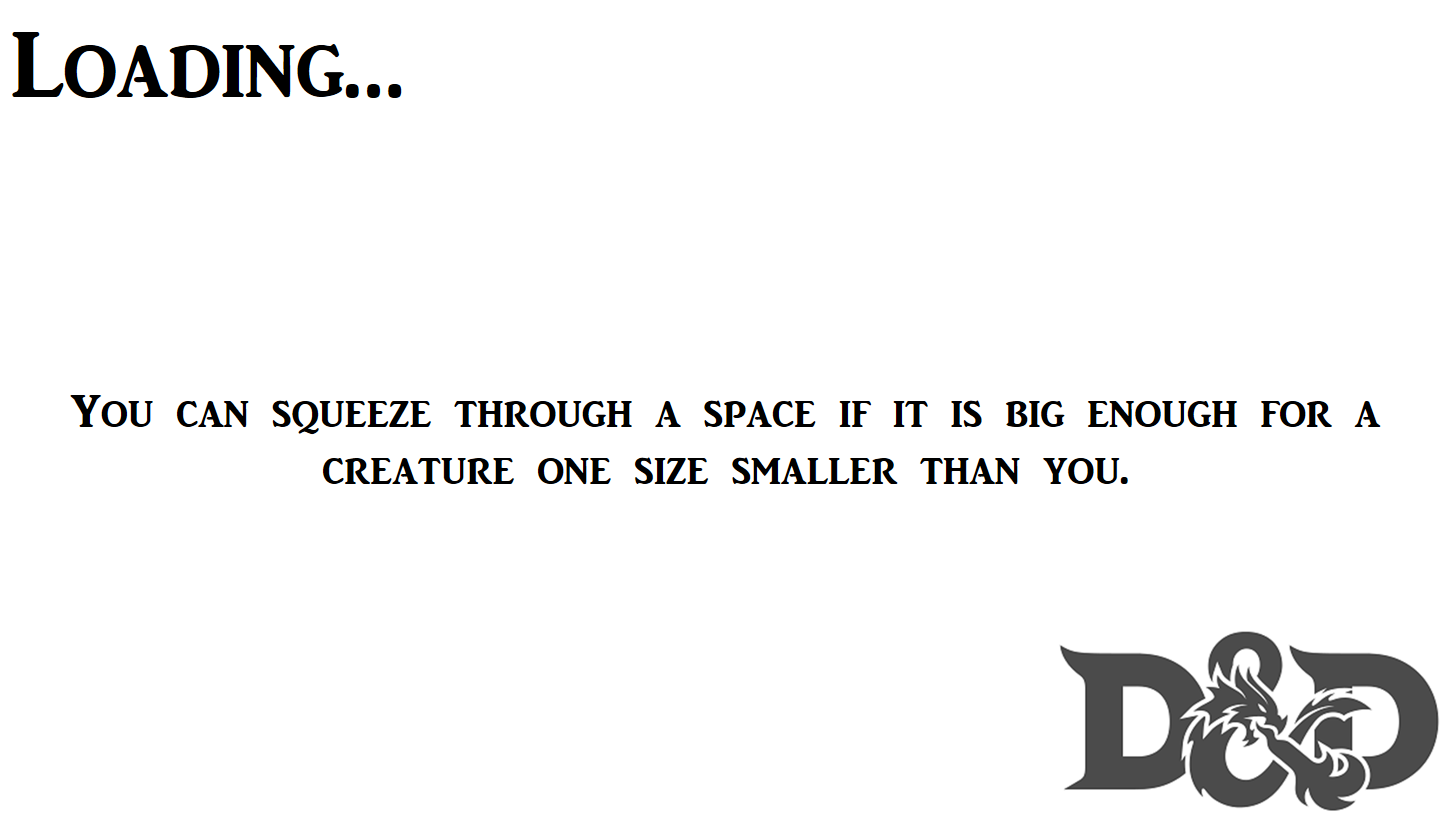 Loading...
You can squeeze through a space if it is big enough for a
creature one size smaller than you.
D&D